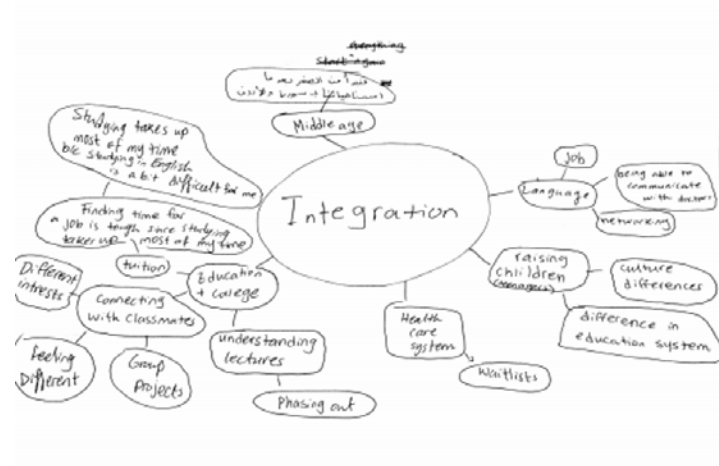 Middle age
Studying takes up
most of my time
b/c studying in English
is a bit difficult for me
Finding time for
a job is tough since studying
takes up most of my time
Integration
Job
Language
being able to
communicate
with doctors
networking
raising
children
(teenagers)
culture
differences
difference in
education system
Health
care
system
Waitlists
Education
+ College
tuition
Connecting
with classmates
Different
intrests
feeling
Different
Group
Projects
understanding
lectures
Phasing out